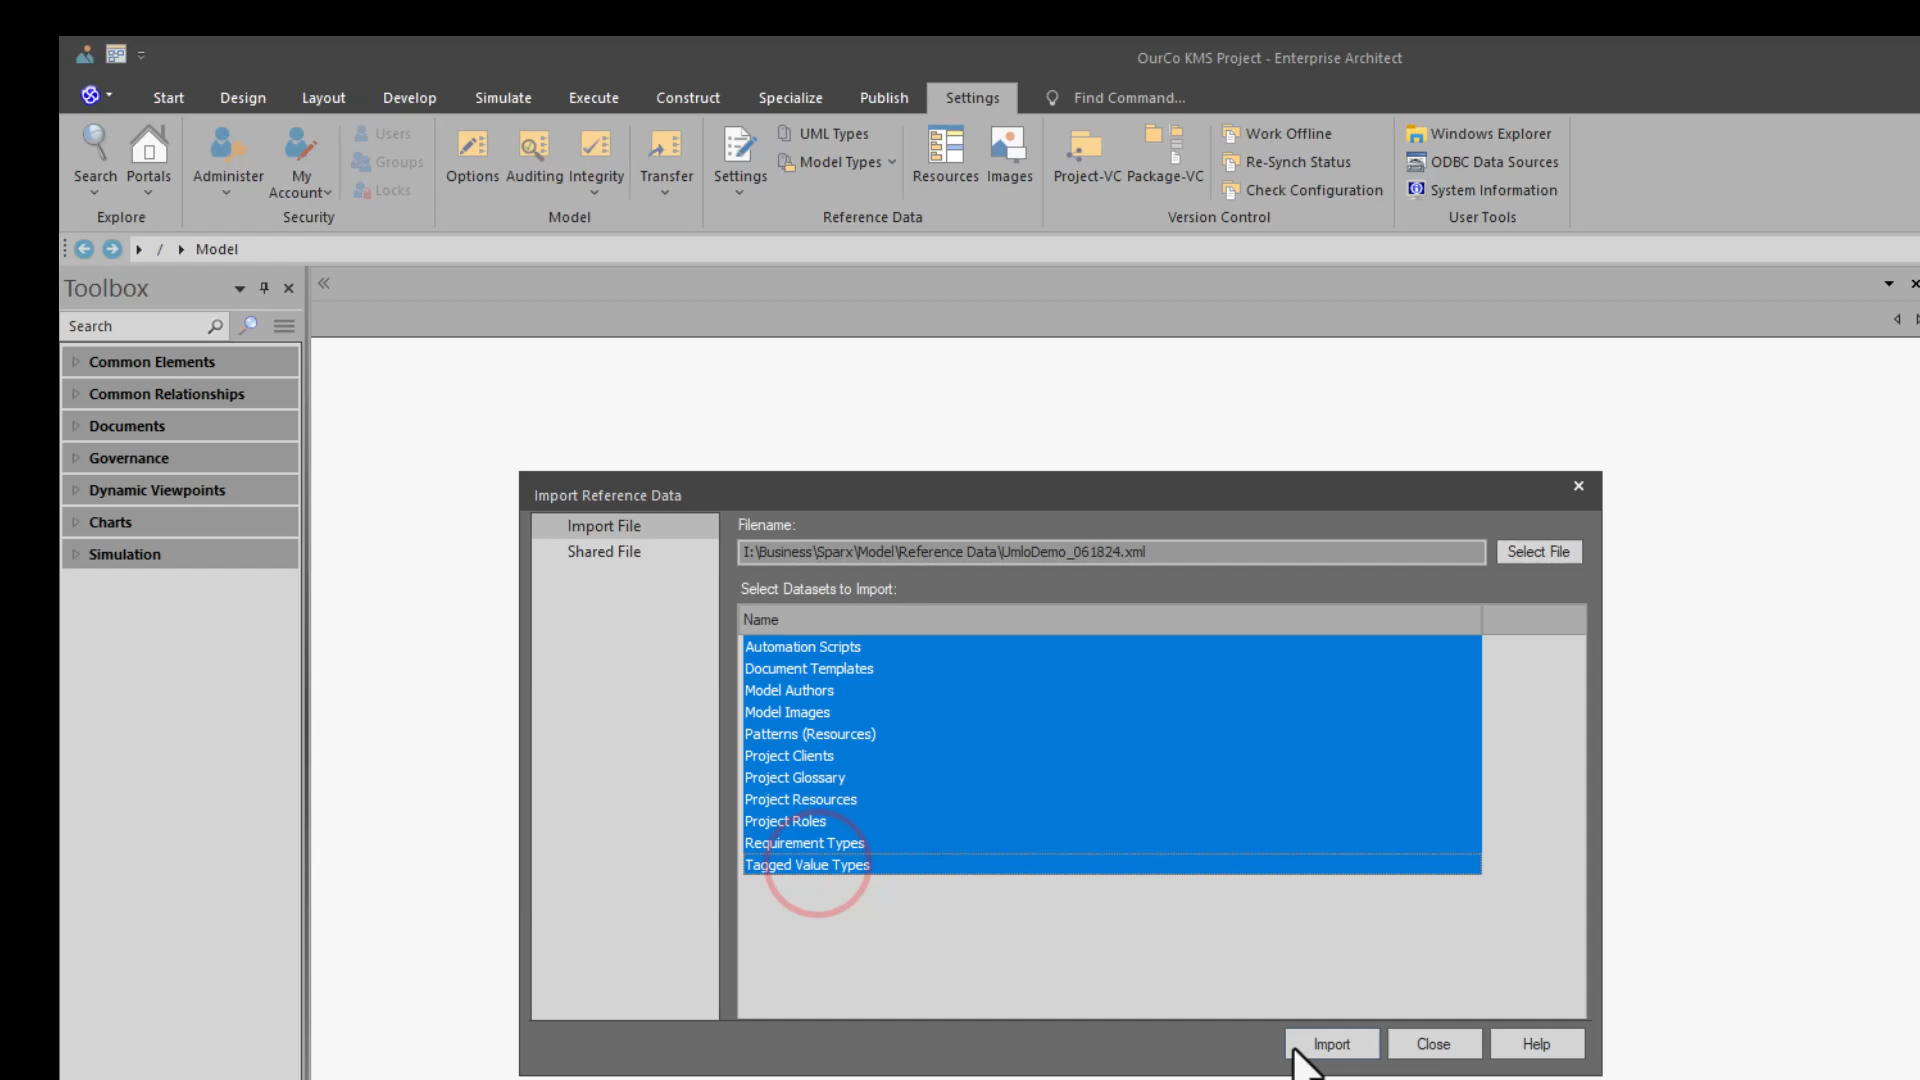 OurCo KMS Project - Enterprise Architect
Start Design Layout Develop Simulate Execute Construct Specialize Publish Settings Find Command...
Search Portals
Explore
Administer My Account
Users
Groups
Locks
Security
Options Auditing Integrity Transfer
Model
Settings
UML Types
Model Types
Resources Images
Reference Data
Project-VC Package-VC
Work Offline
Re-Synch Status
Check Configuration
Version Control
Windows Explorer
ODBC Data Sources
System Information
User Tools
/ Model
Toolbox
Search
Common Elements
Common Relationships
Documents
Governance
Dynamic Viewpoints
Charts
Simulation
Import Reference Data
Import File
Shared File
Filename:
I:\Business\Sparx\Model\Reference Data\UmloDemo_061824.xml
Select File
Select Datasets to Import:
Name
Automation Scripts
Document Templates
Model Authors
Model Images
Patterns (Resources)
Project Clients
Project Glossary
Project Resources
Project Roles
Requirement Types
Tagged Value Types
Import Close Help